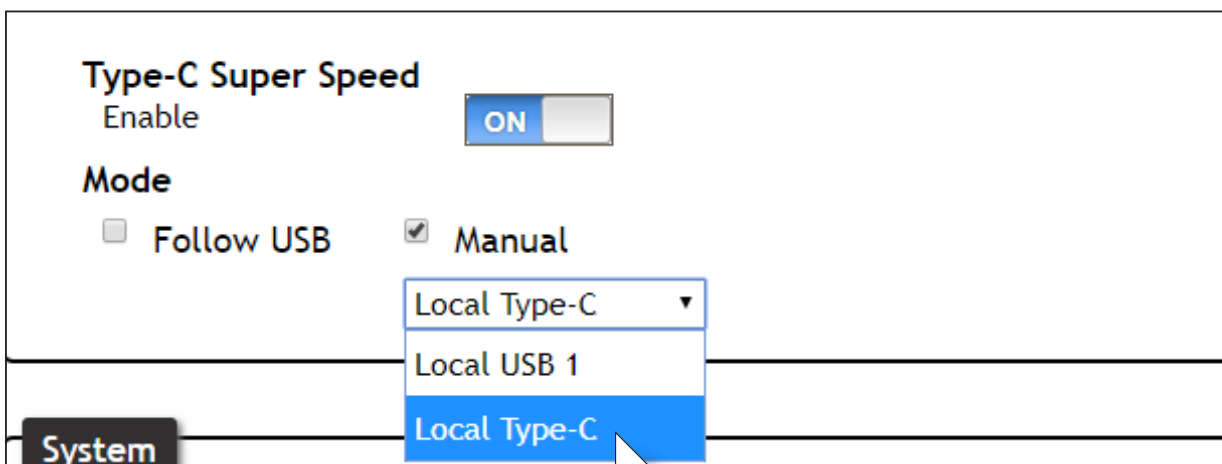 Type-C Super Speed
Enable
ON
Mode
Follow USB
Manual
Local Type-C
Local USB 1
Local Type-C
System